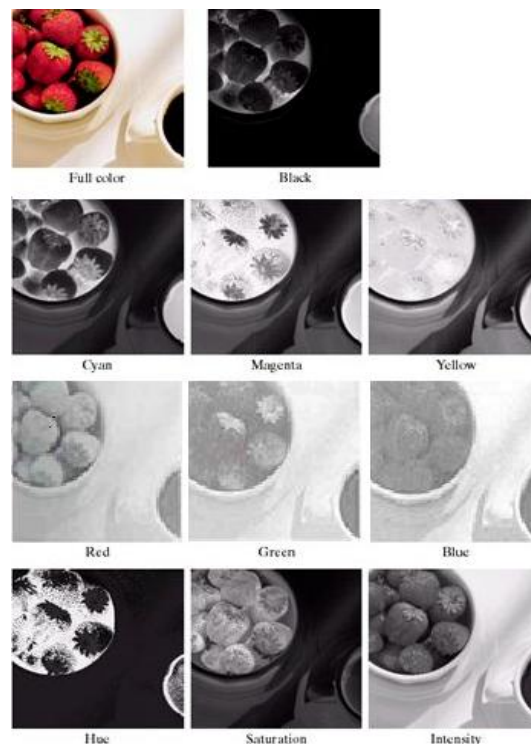 Full color
Black
Cyan
Magenta
Yellow
Red
Green
Blue
Hue
Saturation
Intensity